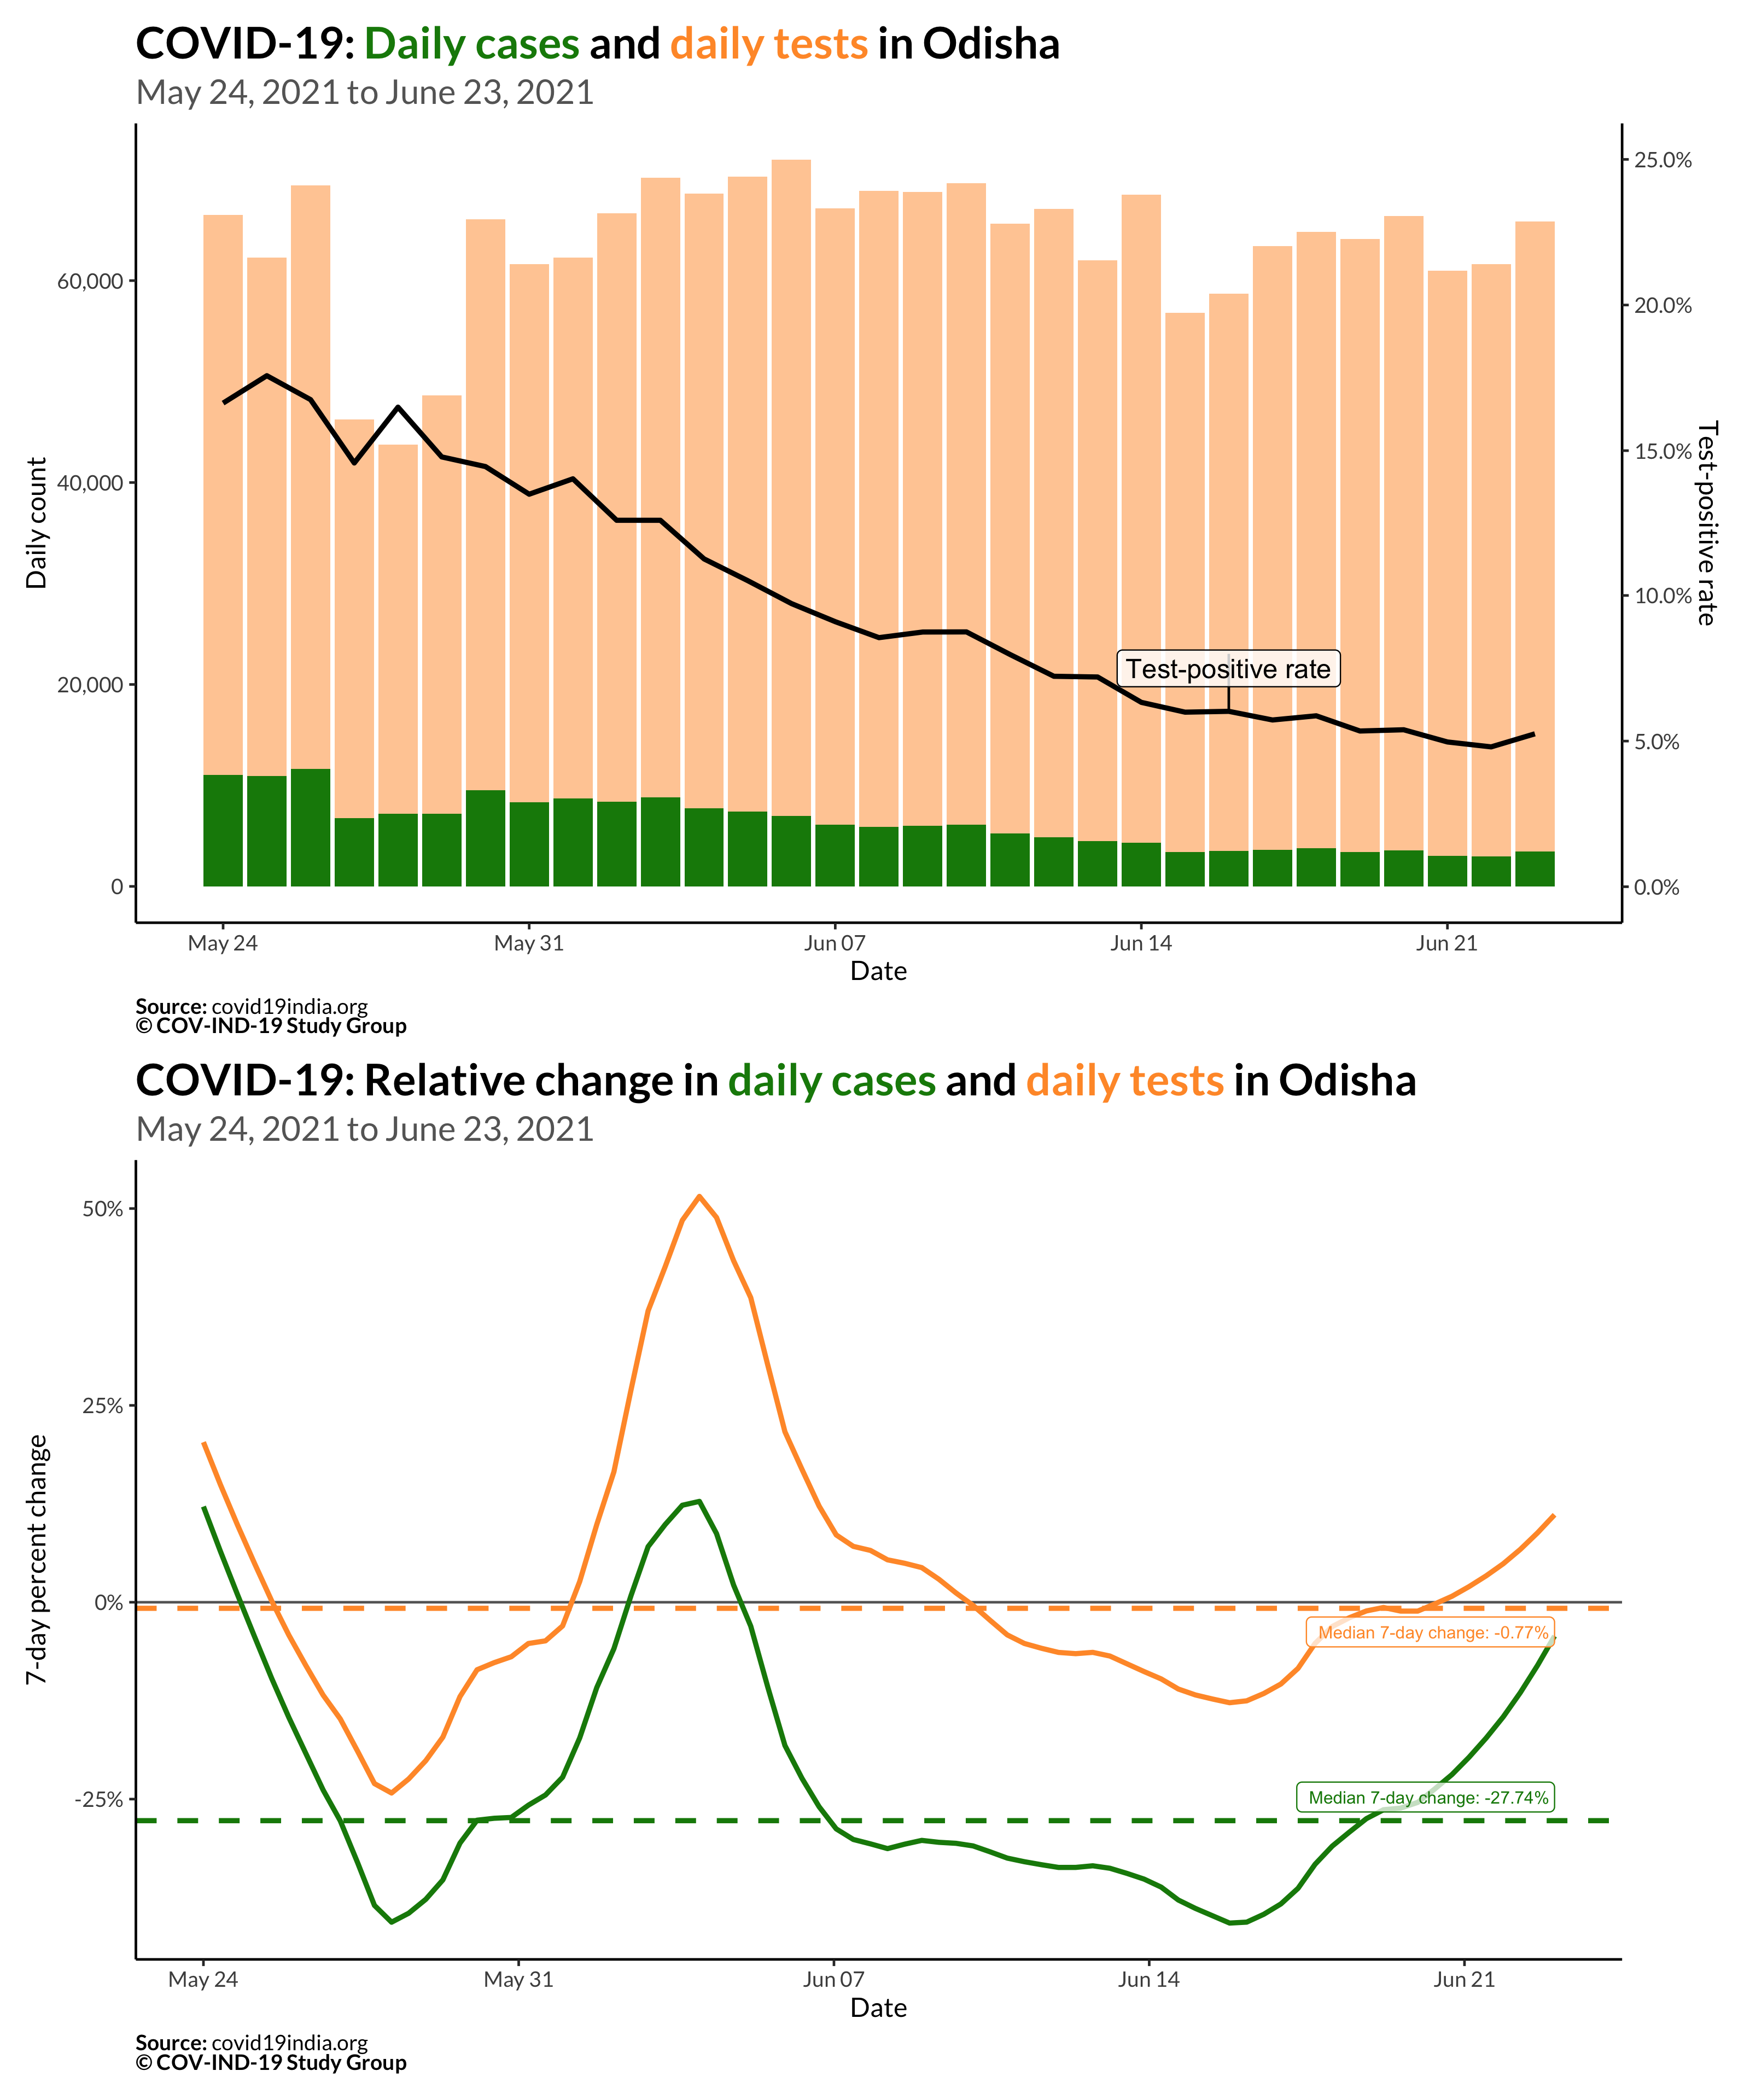 COVID-19: Daily cases and daily tests in Odisha
May 24, 2021 to June 23, 2021
Daily count
60,000
40,000
20,000
0
25.0%
20.0%
15.0%
10.0%
5.0%
0.0%
Test-positive rate
Test-positive rate
May 24
May 31
Jun 07
Jun 14
Jun 21
Date
Source: covid19india.org
© COV-IND-19 Study Group
COVID-19: Relative change in daily cases and daily tests in Odisha
May 24, 2021 to June 23, 2021
7-day percent change
50%
25%
0%
-25%
Median 7-day change: -0.77%
Median 7-day change: -27.74%
May 24
May 31
Jun 07
Jun 14
Jun 21
Date
Source: covid19india.org
© COV-IND-19 Study Group